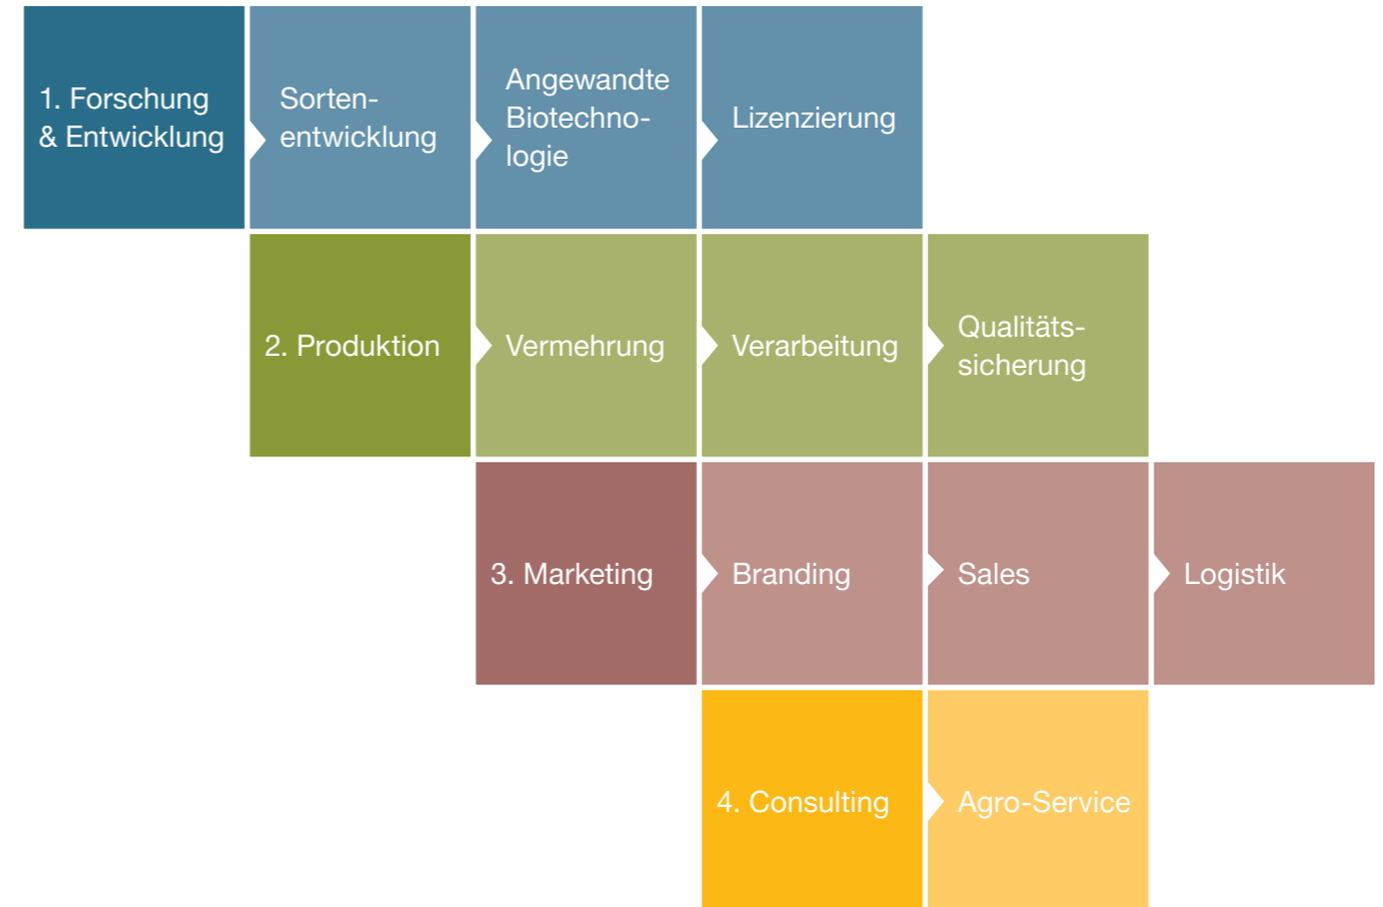 1. Forschung
& Entwicklung
Sorten-
entwicklung
Angewandte
Biotechno-
logie
Lizenzierung
2. Produktion
Vermehrung
Verarbeitung
Qualitäts-
sicherung
3. Marketing
Branding
Sales
Logistik
4. Consulting
Agro-Service